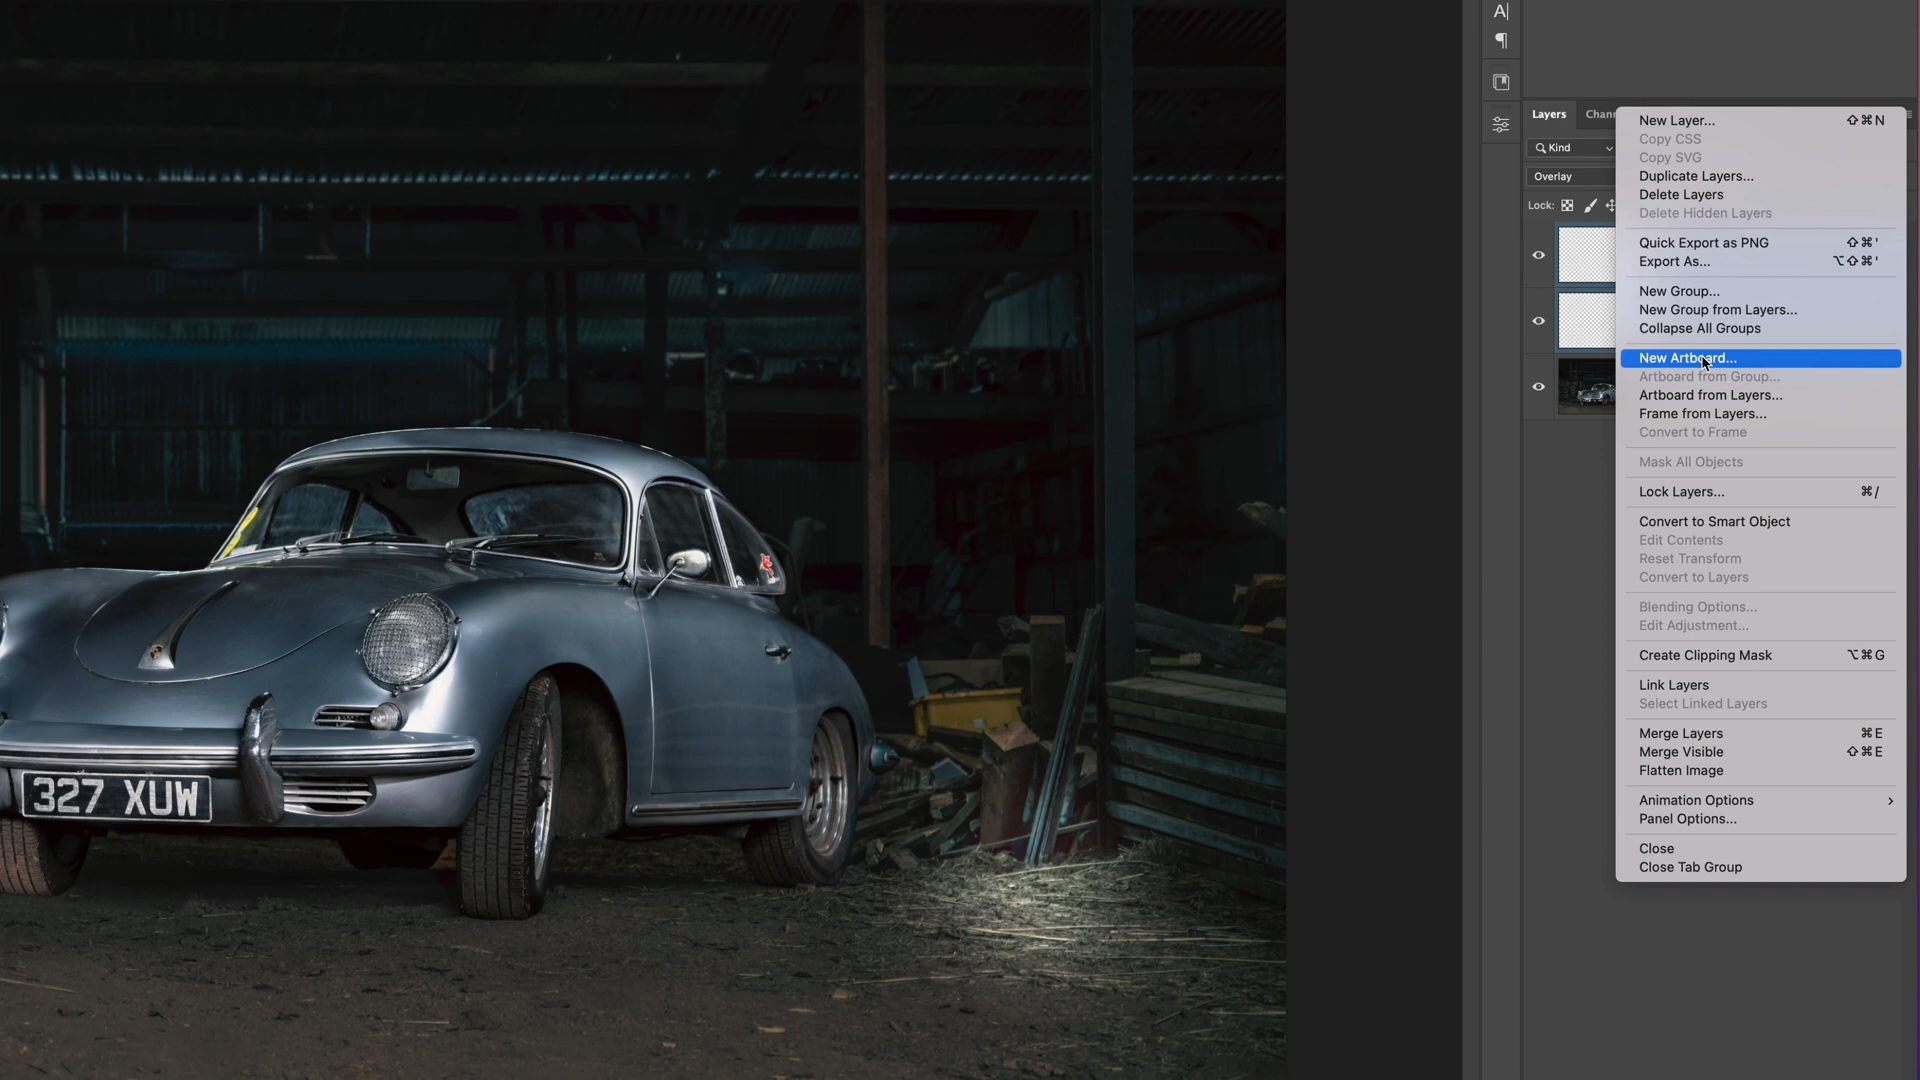 A|
¶
Layers
Chann
Kind
Overlay
Lock:
New Layer... ⇧⌘N
Copy CSS
Copy SVG
Duplicate Layers...
Delete Layers
Delete Hidden Layers
Quick Export as PNG ⇧⌘'
Export As... ⌥⇧⌘'
New Group...
New Group from Layers...
Collapse All Groups
New Artboard...
Artboard from Group...
Artboard from Layers...
Frame from Layers...
Convert to Frame
Mask All Objects
Lock Layers... ⌘/
Convert to Smart Object
Edit Contents
Reset Transform
Convert to Layers
Blending Options...
Edit Adjustment...
Create Clipping Mask ⌥⌘G
Link Layers
Select Linked Layers
Merge Layers ⌘E
Merge Visible ⇧⌘E
Flatten Image
Animation Options
Panel Options...
Close
Close Tab Group
327 XUW